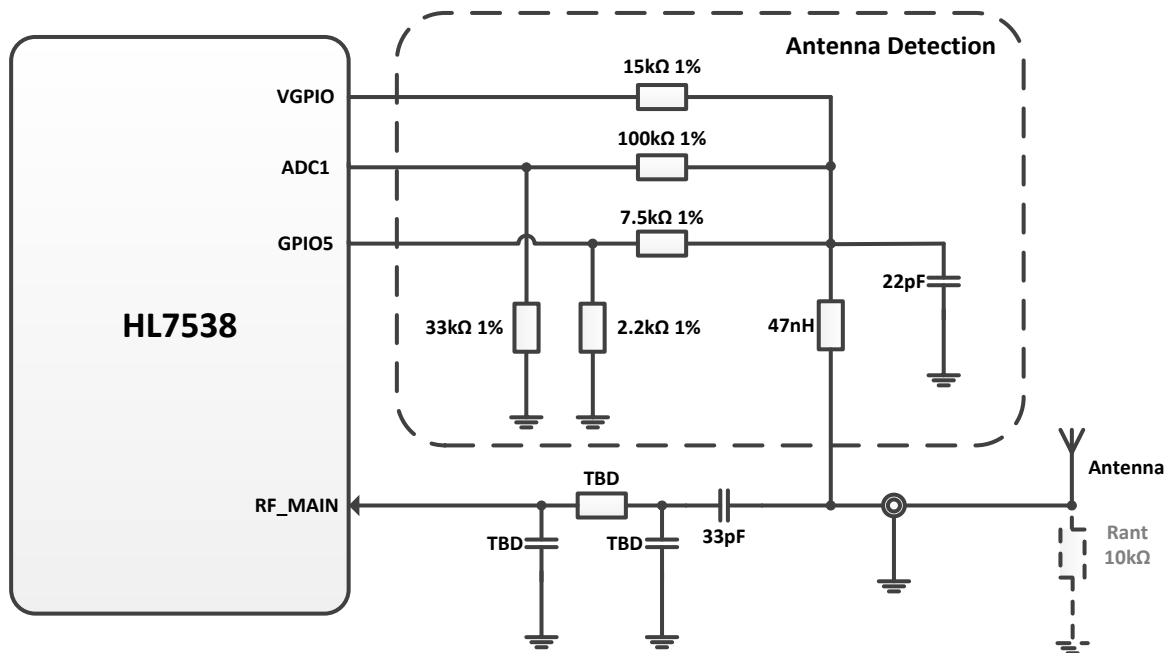 Antenna Detection
15kΩ 1%
VGPIO
100kΩ 1%
ADC1
7.5kΩ 1%
GPIO5
22pF
HL7538
33kΩ 1%
2.2kΩ 1%
47nH
Antenna
TBD
RF_MAIN
33pF
TBD
TBD
Rant
10kΩ